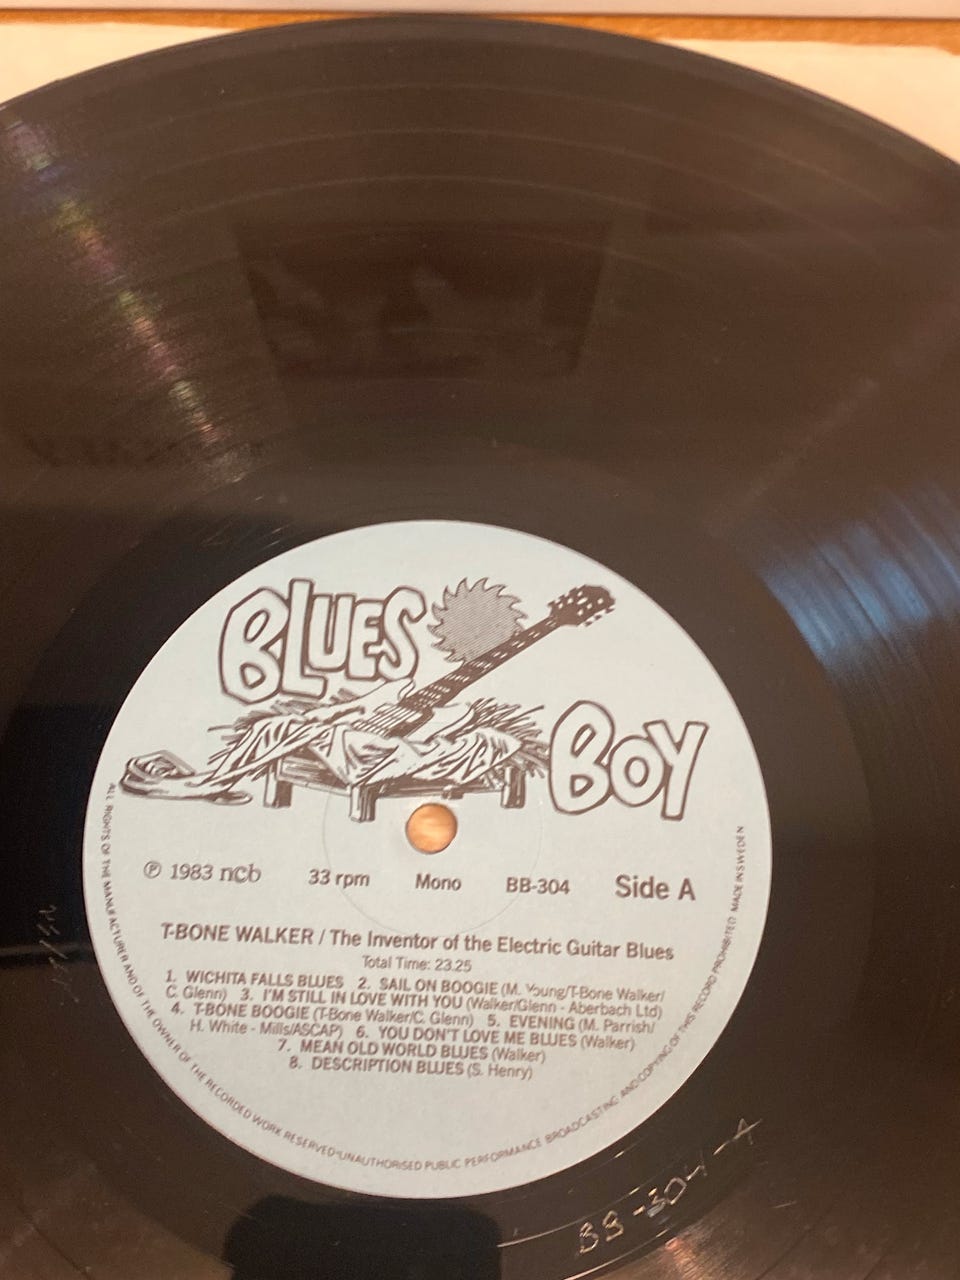 BLUES
BOY
℗ 1983 ncb 33 rpm Mono BB-304 Side A
T-BONE WALKER / The Inventor of the Electric Guitar Blues
Total Time: 23.25
1. WICHITA FALLS BLUES 2. SAIL ON BOOGIE (M. Young/T-Bone Walker/
C. Glenn) 3. I'M STILL IN LOVE WITH YOU (Walker/Glenn - Aberbach Ltd)
4. T-BONE BOOGIE (T-Bone Walker/C. Glenn) 5. EVENING (M. Parrish/
H. White - Mills/ASCAP) 6. YOU DON'T LOVE ME BLUES (Walker)
7. MEAN OLD WORLD BLUES (Walker)
8. DESCRIPTION BLUES (S. Henry)
ALL RIGHTS OF THE MANUFACTURER AND OF THE OWNER OF THE RECORDED WORK RESERVED·UNAUTHORISED PUBLIC PERFORMANCE BROADCASTING AND COPYING OF THIS RECORD PROHIBITED MADE IN SWEDEN
BB-304-A